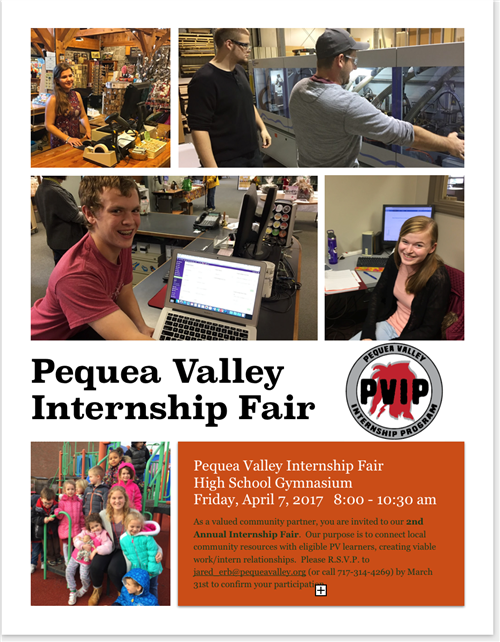 Pequea Valley
Internship Fair
PEQUEA VALLEY
PVIP
INTERNSHIP PROGRAM
Pequea Valley Internship Fair
High School Gymnasium
Friday, April 7, 2017 8:00 - 10:30 am
As a valued community partner, you are invited to our 2nd
Annual Internship Fair. Our purpose is to connect local
community resources with eligible PV learners, creating viable
work/intern relationships. Please R.S.V.P. to
jared_erb@pequeavalley.org (or call 717-314-4269) by March
31st to confirm your participati